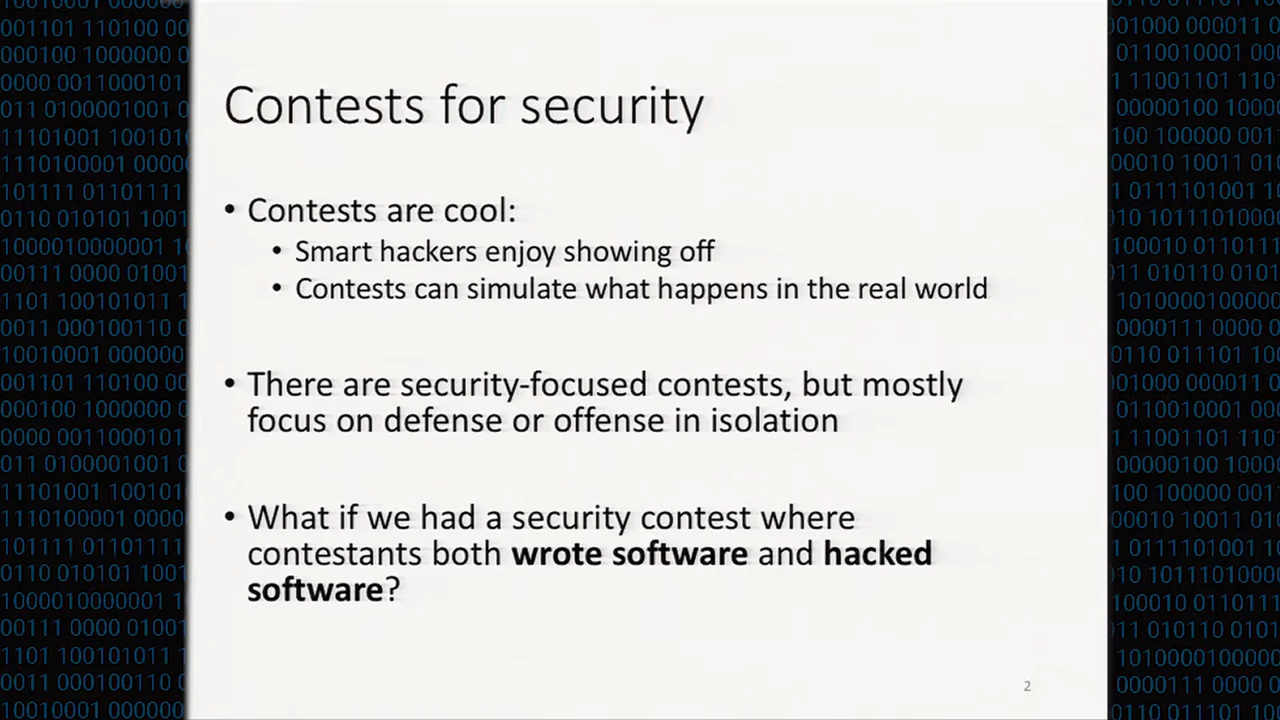 Contests for security
• Contests are cool:
• Smart hackers enjoy showing off
• Contests can simulate what happens in the real world
• There are security-focused contests, but mostly
focus on defense or offense in isolation
• What if we had a security contest where
contestants both wrote software and hacked
software?
2